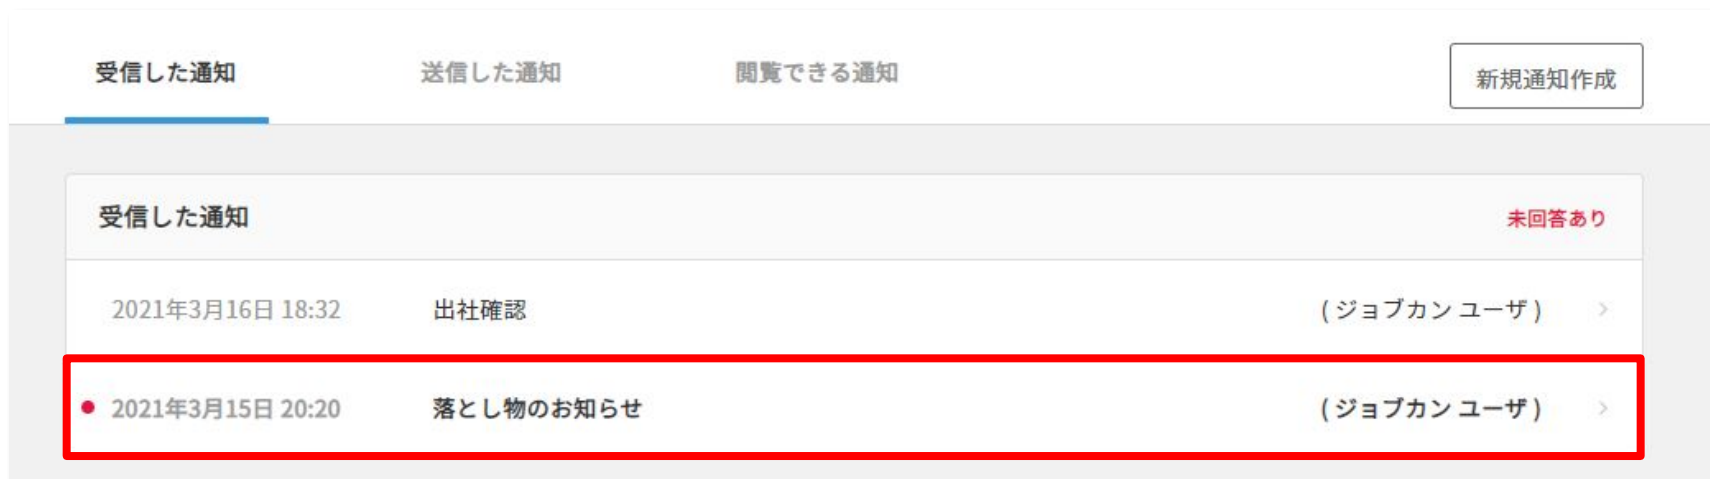 受信した通知 送信した通知 閲覧できる通知 新規通知作成
受信した通知 未回答あり
2021年3月16日 18:32 出社確認 ( ジョブカン ユーザ )
2021年3月15日 20:20 落とし物のお知らせ ( ジョブカン ユーザ )